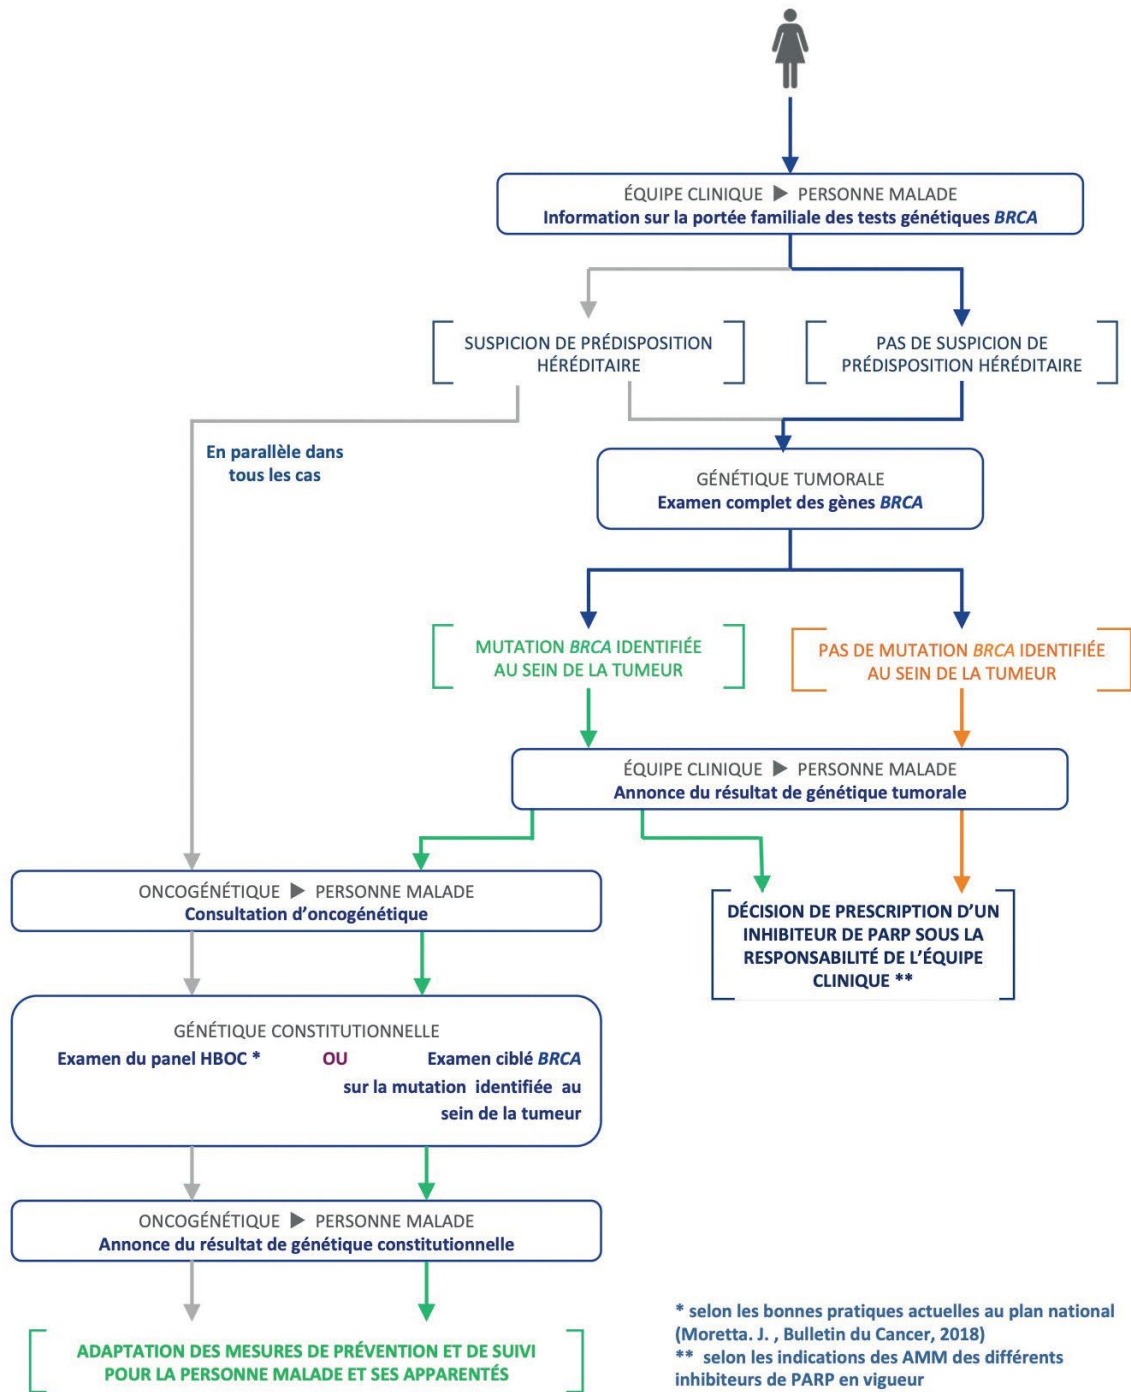 ÉQUIPE CLINIQUE ▶ PERSONNE MALADE
Information sur la portée familiale des tests génétiques BRCA
SUSPICION DE PRÉDISPOSITION
HÉRÉDITAIRE
PAS DE SUSPICION DE
PRÉDISPOSITION HÉRÉDITAIRE
En parallèle dans
tous les cas
GÉNÉTIQUE TUMORALE
Examen complet des gènes BRCA
MUTATION BRCA IDENTIFIÉE
AU SEIN DE LA TUMEUR
PAS DE MUTATION BRCA IDENTIFIÉE
AU SEIN DE LA TUMEUR
ÉQUIPE CLINIQUE ▶ PERSONNE MALADE
Annonce du résultat de génétique tumorale
ONCOGÉNÉTIQUE ▶ PERSONNE MALADE
Consultation d’oncogénétique
DÉCISION DE PRESCRIPTION D’UN
INHIBITEUR DE PARP SOUS LA
RESPONSABILITÉ DE L’ÉQUIPE
CLINIQUE **
GÉNÉTIQUE CONSTITUTIONNELLE
Examen du panel HBOC * OU Examen ciblé BRCA
sur la mutation identifiée au
sein de la tumeur
ONCOGÉNÉTIQUE ▶ PERSONNE MALADE
Annonce du résultat de génétique constitutionnelle
ADAPTATION DES MESURES DE PRÉVENTION ET DE SUIVI
POUR LA PERSONNE MALADE ET SES APPARENTÉS
* selon les bonnes pratiques actuelles au plan national
(Moretta. J. , Bulletin du Cancer, 2018)
** selon les indications des AMM des différents
inhibiteurs de PARP en vigueur